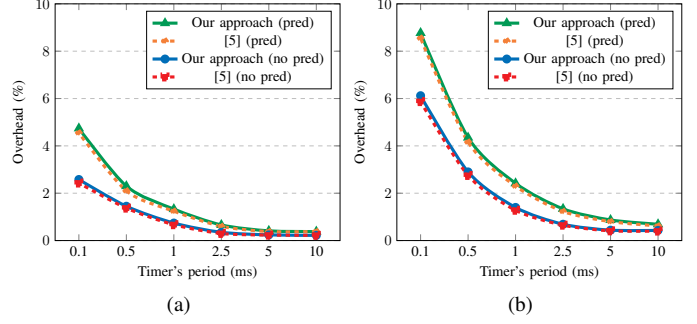 10
8
6
4
2
0
Overhead (%)
Our approach (pred)
[5] (pred)
Our approach (no pred)
[5] (no pred)
0.1 0.5 1 2.5 5 10
Timer's period (ms)
(a)
10
8
6
4
2
0
Overhead (%)
Our approach (pred)
[5] (pred)
Our approach (no pred)
[5] (no pred)
0.1 0.5 1 2.5 5 10
Timer's period (ms)
(b)